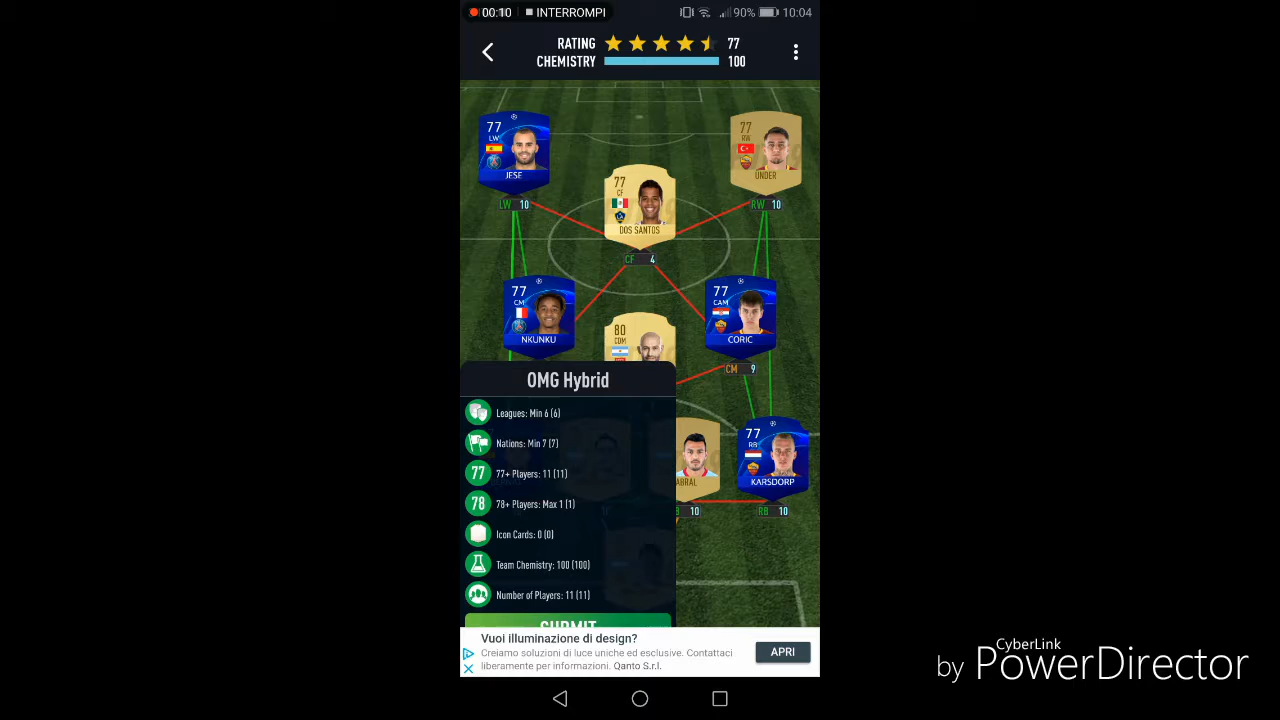 00:10 INTERROMPI 90% 10:04
RATING 77
CHEMISTRY 100
77
LW
JESE
LW 10
77
CF
DOS SANTOS
CF 4
77
RW
ÜNDER
RW 10
77
CM
NKUNKU
80
CDM
77
CAM
CORIC
CM 9
OMG Hybrid
Leagues: Min 6 (6)
Nations: Min 7 (7)
77 77+ Players: 11 (11)
78 78+ Players: Max 1 (1)
Icon Cards: 0 (0)
Team Chemistry: 100 (100)
Number of Players: 11 (11)
SUBMIT
ABRAL
10
77
RB
KARSDORP
RB 10
Vuoi illuminazione di design?
Creiamo soluzioni di luce uniche ed esclusive. Contattaci
liberamente per informazioni. Qanto S.r.l.
APRI
CyberLink
by PowerDirector